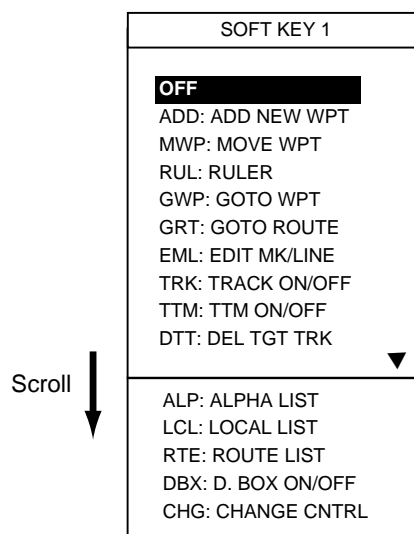 SOFT KEY 1
OFF
ADD: ADD NEW WPT
MWP: MOVE WPT
RUL: RULER
GWP: GOTO WPT
GRT: GOTO ROUTE
EML: EDIT MK/LINE
TRK: TRACK ON/OFF
TTM: TTM ON/OFF
DTT: DEL TGT TRK
Scroll
ALP: ALPHA LIST
LCL: LOCAL LIST
RTE: ROUTE LIST
DBX: D. BOX ON/OFF
CHG: CHANGE CNTRL